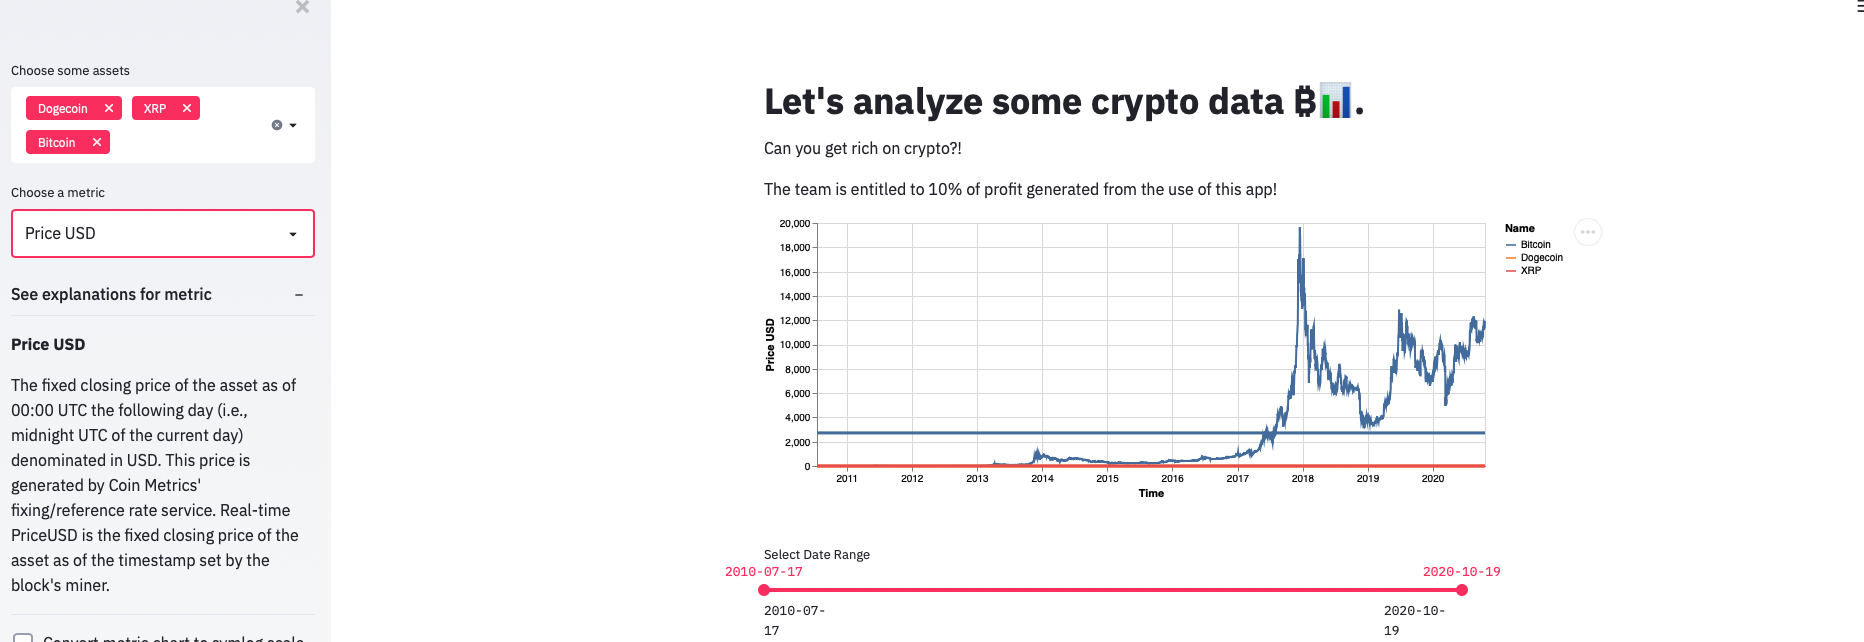 Choose some assets
Dogecoin ×
XRP ×
Bitcoin ×
Choose a metric
Price USD
See explanations for metric
Price USD
The fixed closing price of the asset as of
00:00 UTC the following day (i.e.,
midnight UTC of the current day)
denominated in USD. This price is
generated by Coin Metrics'
fixing/reference rate service. Real-time
PriceUSD is the fixed closing price of the
asset as of the timestamp set by the
block's miner.
Convert metric chart to symlog scale
Let's analyze some crypto data ₿📊.
Can you get rich on crypto?!
The team is entitled to 10% of profit generated from the use of this app!
Price USD
20,000
18,000
16,000
14,000
12,000
10,000
8,000
6,000
4,000
2,000
0
2011 2012 2013 2014 2015 2016 2017 2018 2019 2020
Time
Name
Bitcoin
Dogecoin
XRP
Select Date Range
2010-07-17 2020-10-19
2010-07-
17
2020-10-
19